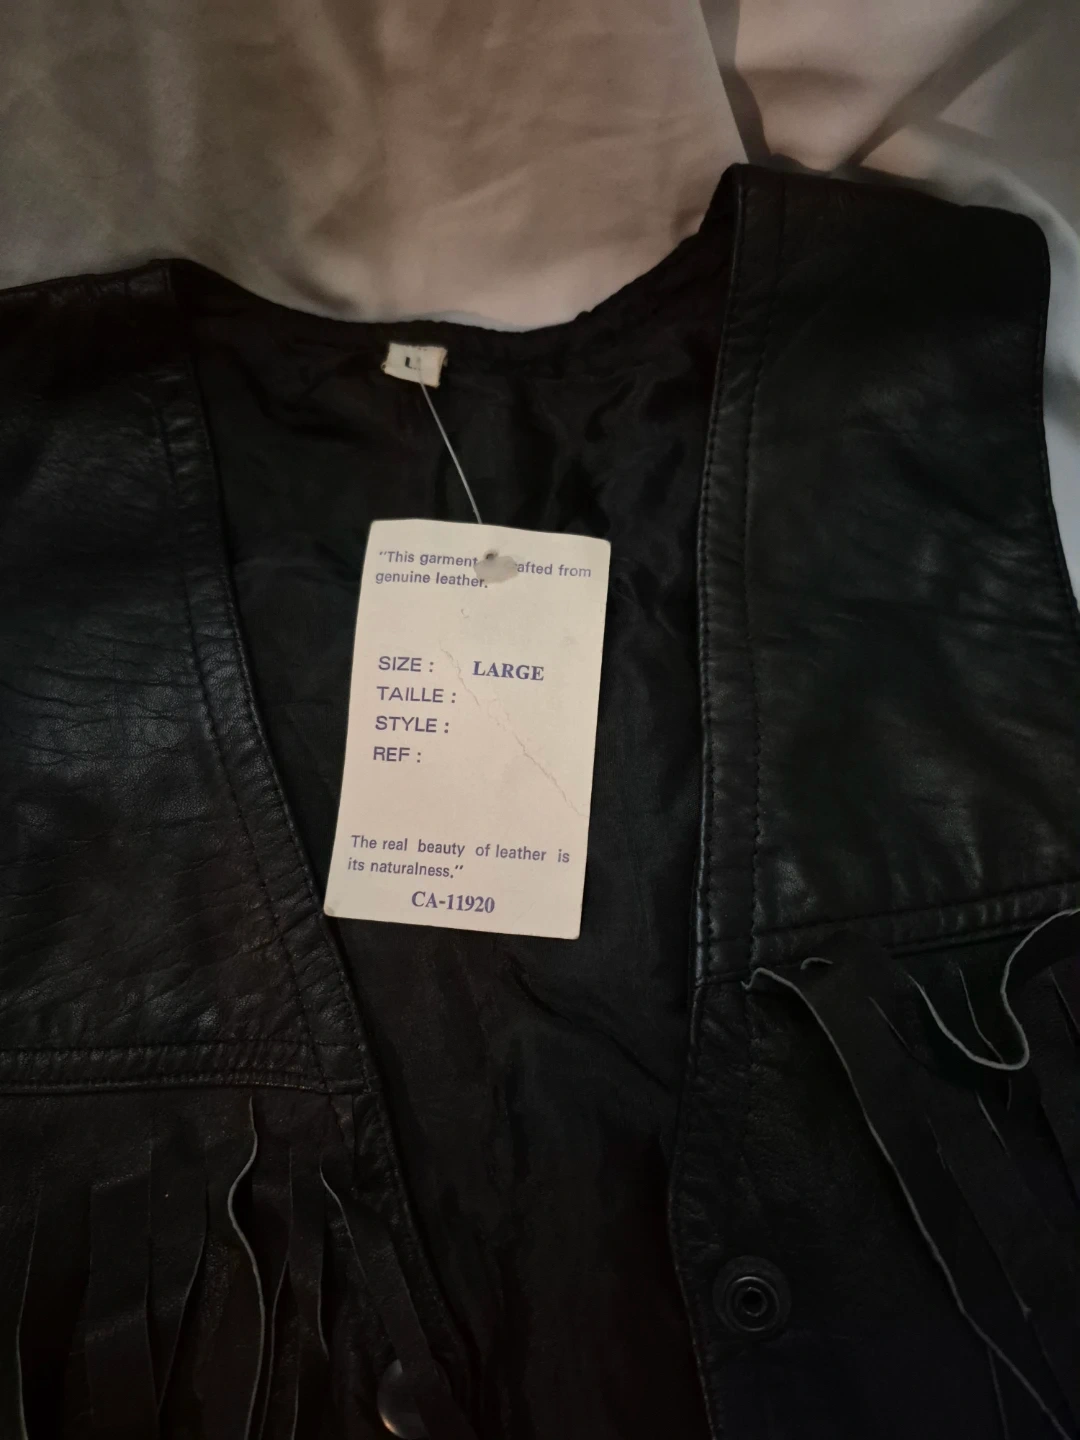 L
"This garment crafted from
genuine leather.
SIZE : LARGE
TAILLE :
STYLE :
REF :
The real beauty of leather is
its naturalness."
CA-11920